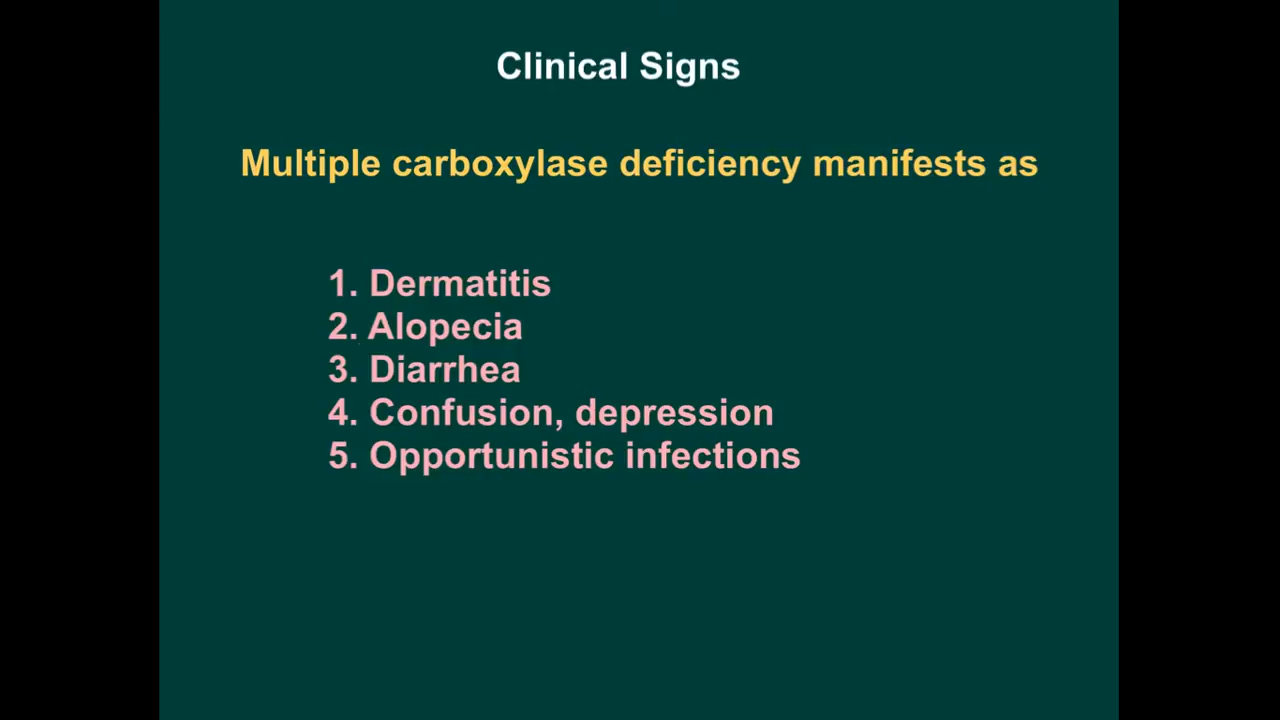 Clinical Signs
Multiple carboxylase deficiency manifests as
1. Dermatitis
2. Alopecia
3. Diarrhea
4. Confusion, depression
5. Opportunistic infections